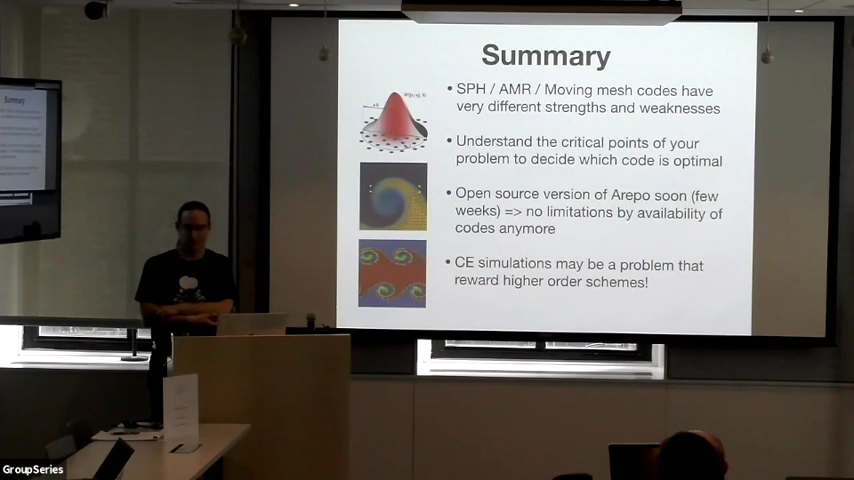 Summary
• SPH / AMR / Moving mesh codes have
very different strengths and weaknesses
• Understand the critical points of your
problem to decide which code is optimal
• Open source version of Arepo soon (few
weeks) => no limitations by availability of
codes anymore
• CE simulations may be a problem that
reward higher order schemes!
Summary
GroupSeries